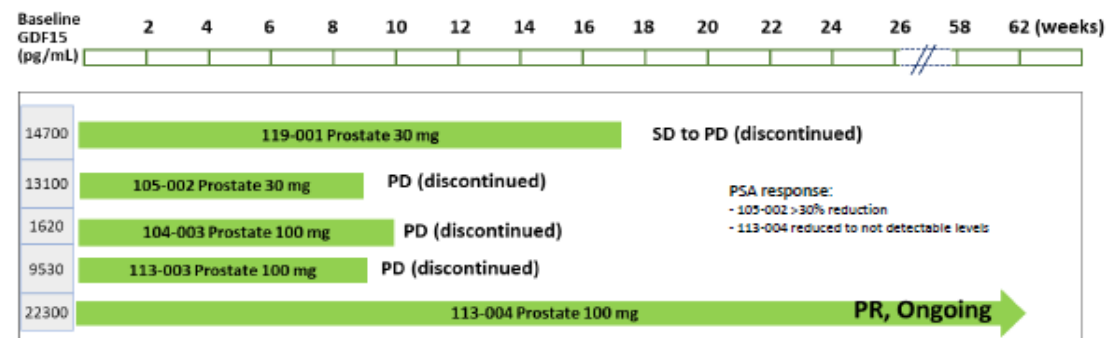 Baseline
GDF15
(pg/mL)
2 4 6 8 10 12 14 16 18 20 22 24 26 58 62 (weeks)
14700 119-001 Prostate 30 mg SD to PD (discontinued)
13100 105-002 Prostate 30 mg PD (discontinued)
PSA response:
- 105-002 >30% reduction
- 113-004 reduced to not detectable levels
1620 104-003 Prostate 100 mg PD (discontinued)
9530 113-003 Prostate 100 mg PD (discontinued)
22300 113-004 Prostate 100 mg PR, Ongoing